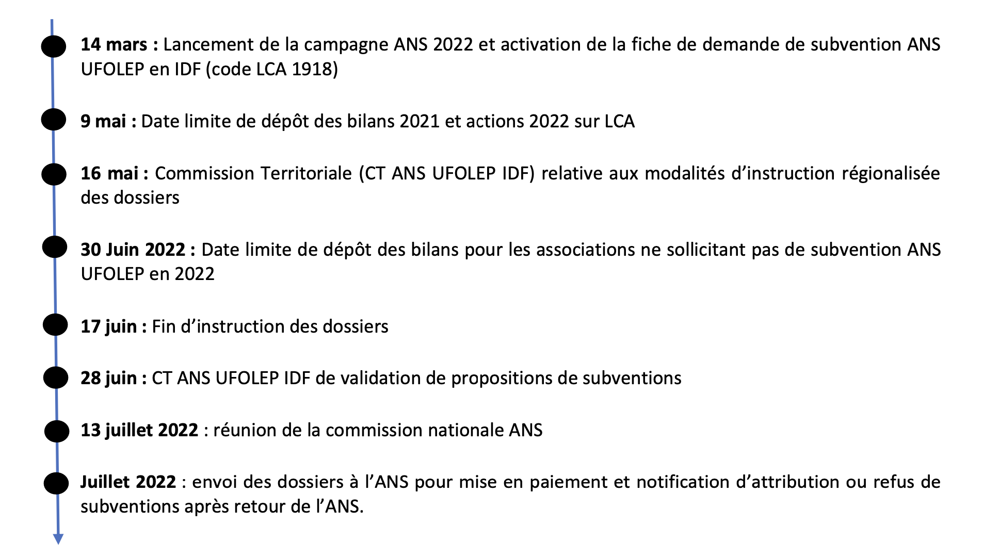 14 mars : Lancement de la campagne ANS 2022 et activation de la fiche de demande de subvention ANS
UFOLEP en IDF (code LCA 1918)
9 mai : Date limite de dépôt des bilans 2021 et actions 2022 sur LCA
16 mai : Commission Territoriale (CT ANS UFOLEP IDF) relative aux modalités d’instruction régionalisée
des dossiers
30 Juin 2022 : Date limite de dépôt des bilans pour les associations ne sollicitant pas de subvention ANS
UFOLEP en 2022
17 juin : Fin d’instruction des dossiers
28 juin : CT ANS UFOLEP IDF de validation de propositions de subventions
13 juillet 2022 : réunion de la commission nationale ANS
Juillet 2022 : envoi des dossiers à l’ANS pour mise en paiement et notification d’attribution ou refus de
subventions après retour de l’ANS.